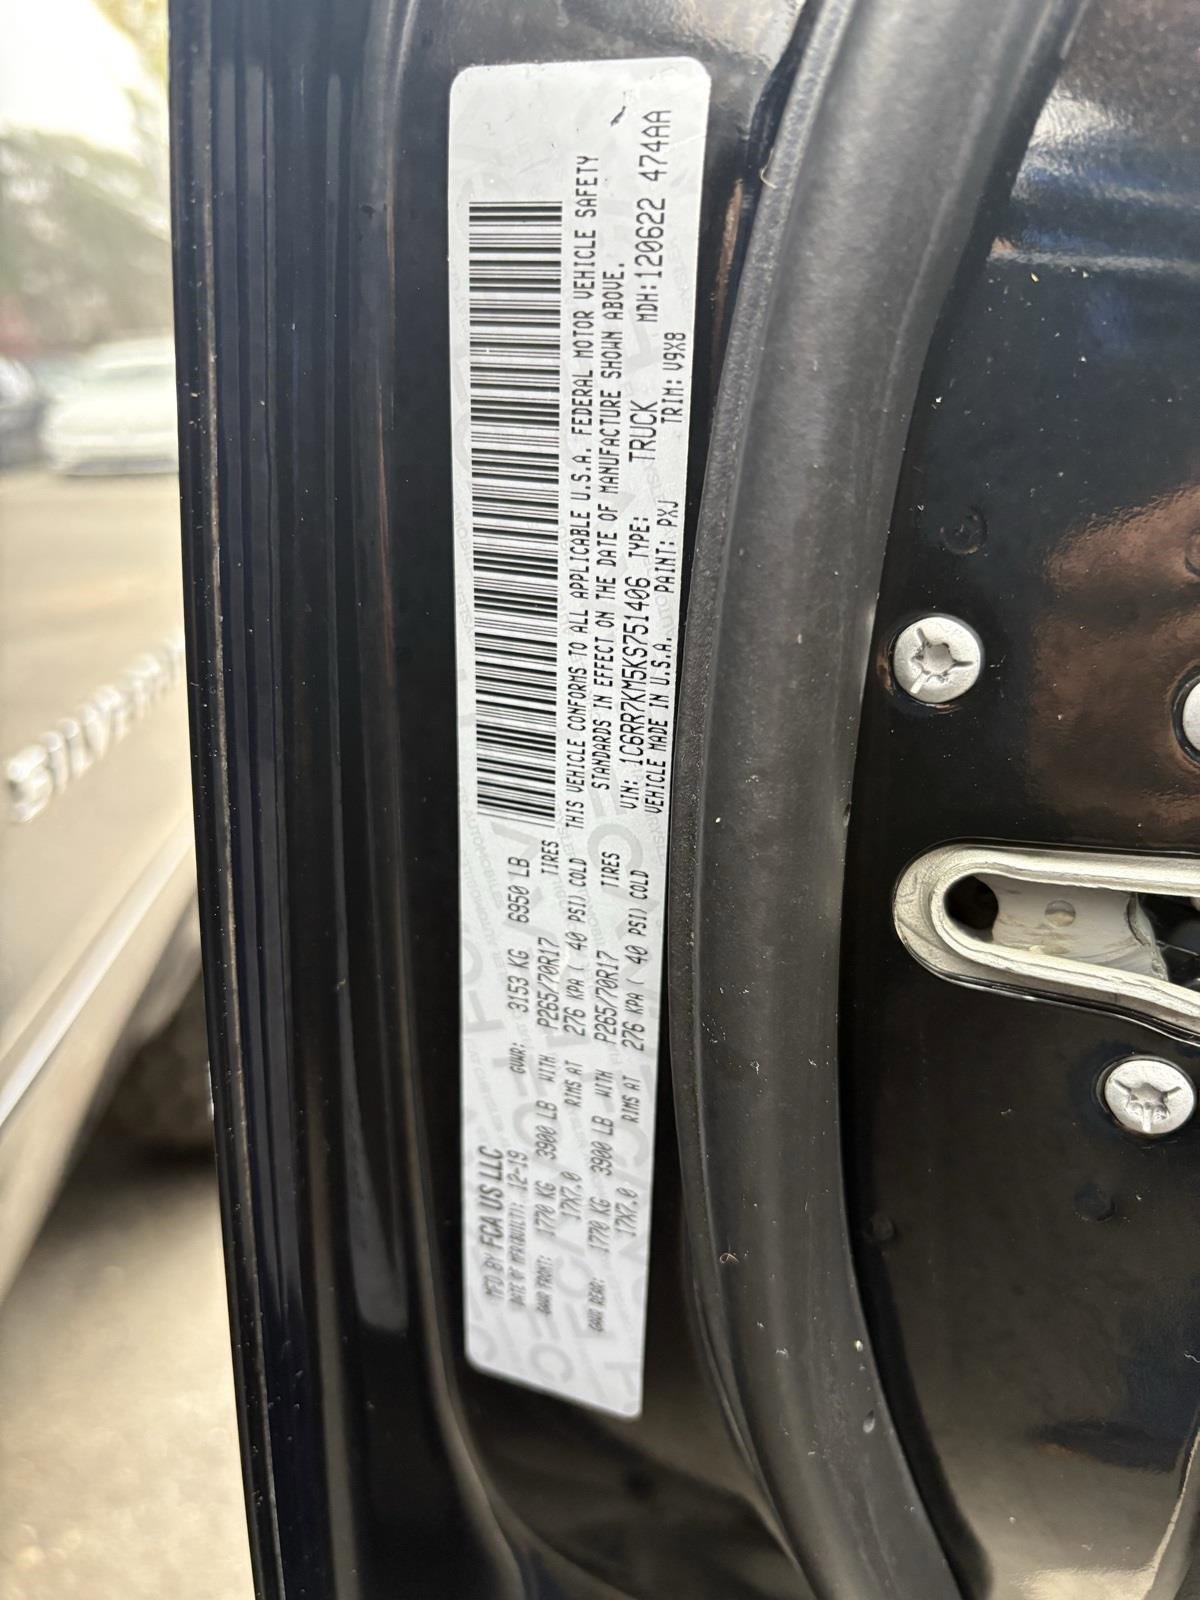 MFD BY FCA US LLC
DATE OF MFR(BUILT): 12-19 GVWR: 3153 KG 6950 LB
GAWR FRONT: 1770 KG 3900 LB WITH P265/70R17 TIRES
17X7.0 RIMS AT 276 KPA ( 40 PSI) COLD
GAWR REAR: 1770 KG 3900 LB WITH P265/70R17 TIRES
17X7.0 RIMS AT 276 KPA ( 40 PSI) COLD
THIS VEHICLE CONFORMS TO ALL APPLICABLE U.S.A. FEDERAL MOTOR VEHICLE SAFETY
STANDARDS IN EFFECT ON THE DATE OF MANUFACTURE SHOWN ABOVE.
VIN: 1C6RR7KM5KS751406 TYPE: TRUCK MDH:120622 474AA
VEHICLE MADE IN U.S.A. PAINT: PXJ TRIM: V9X8
SILVER